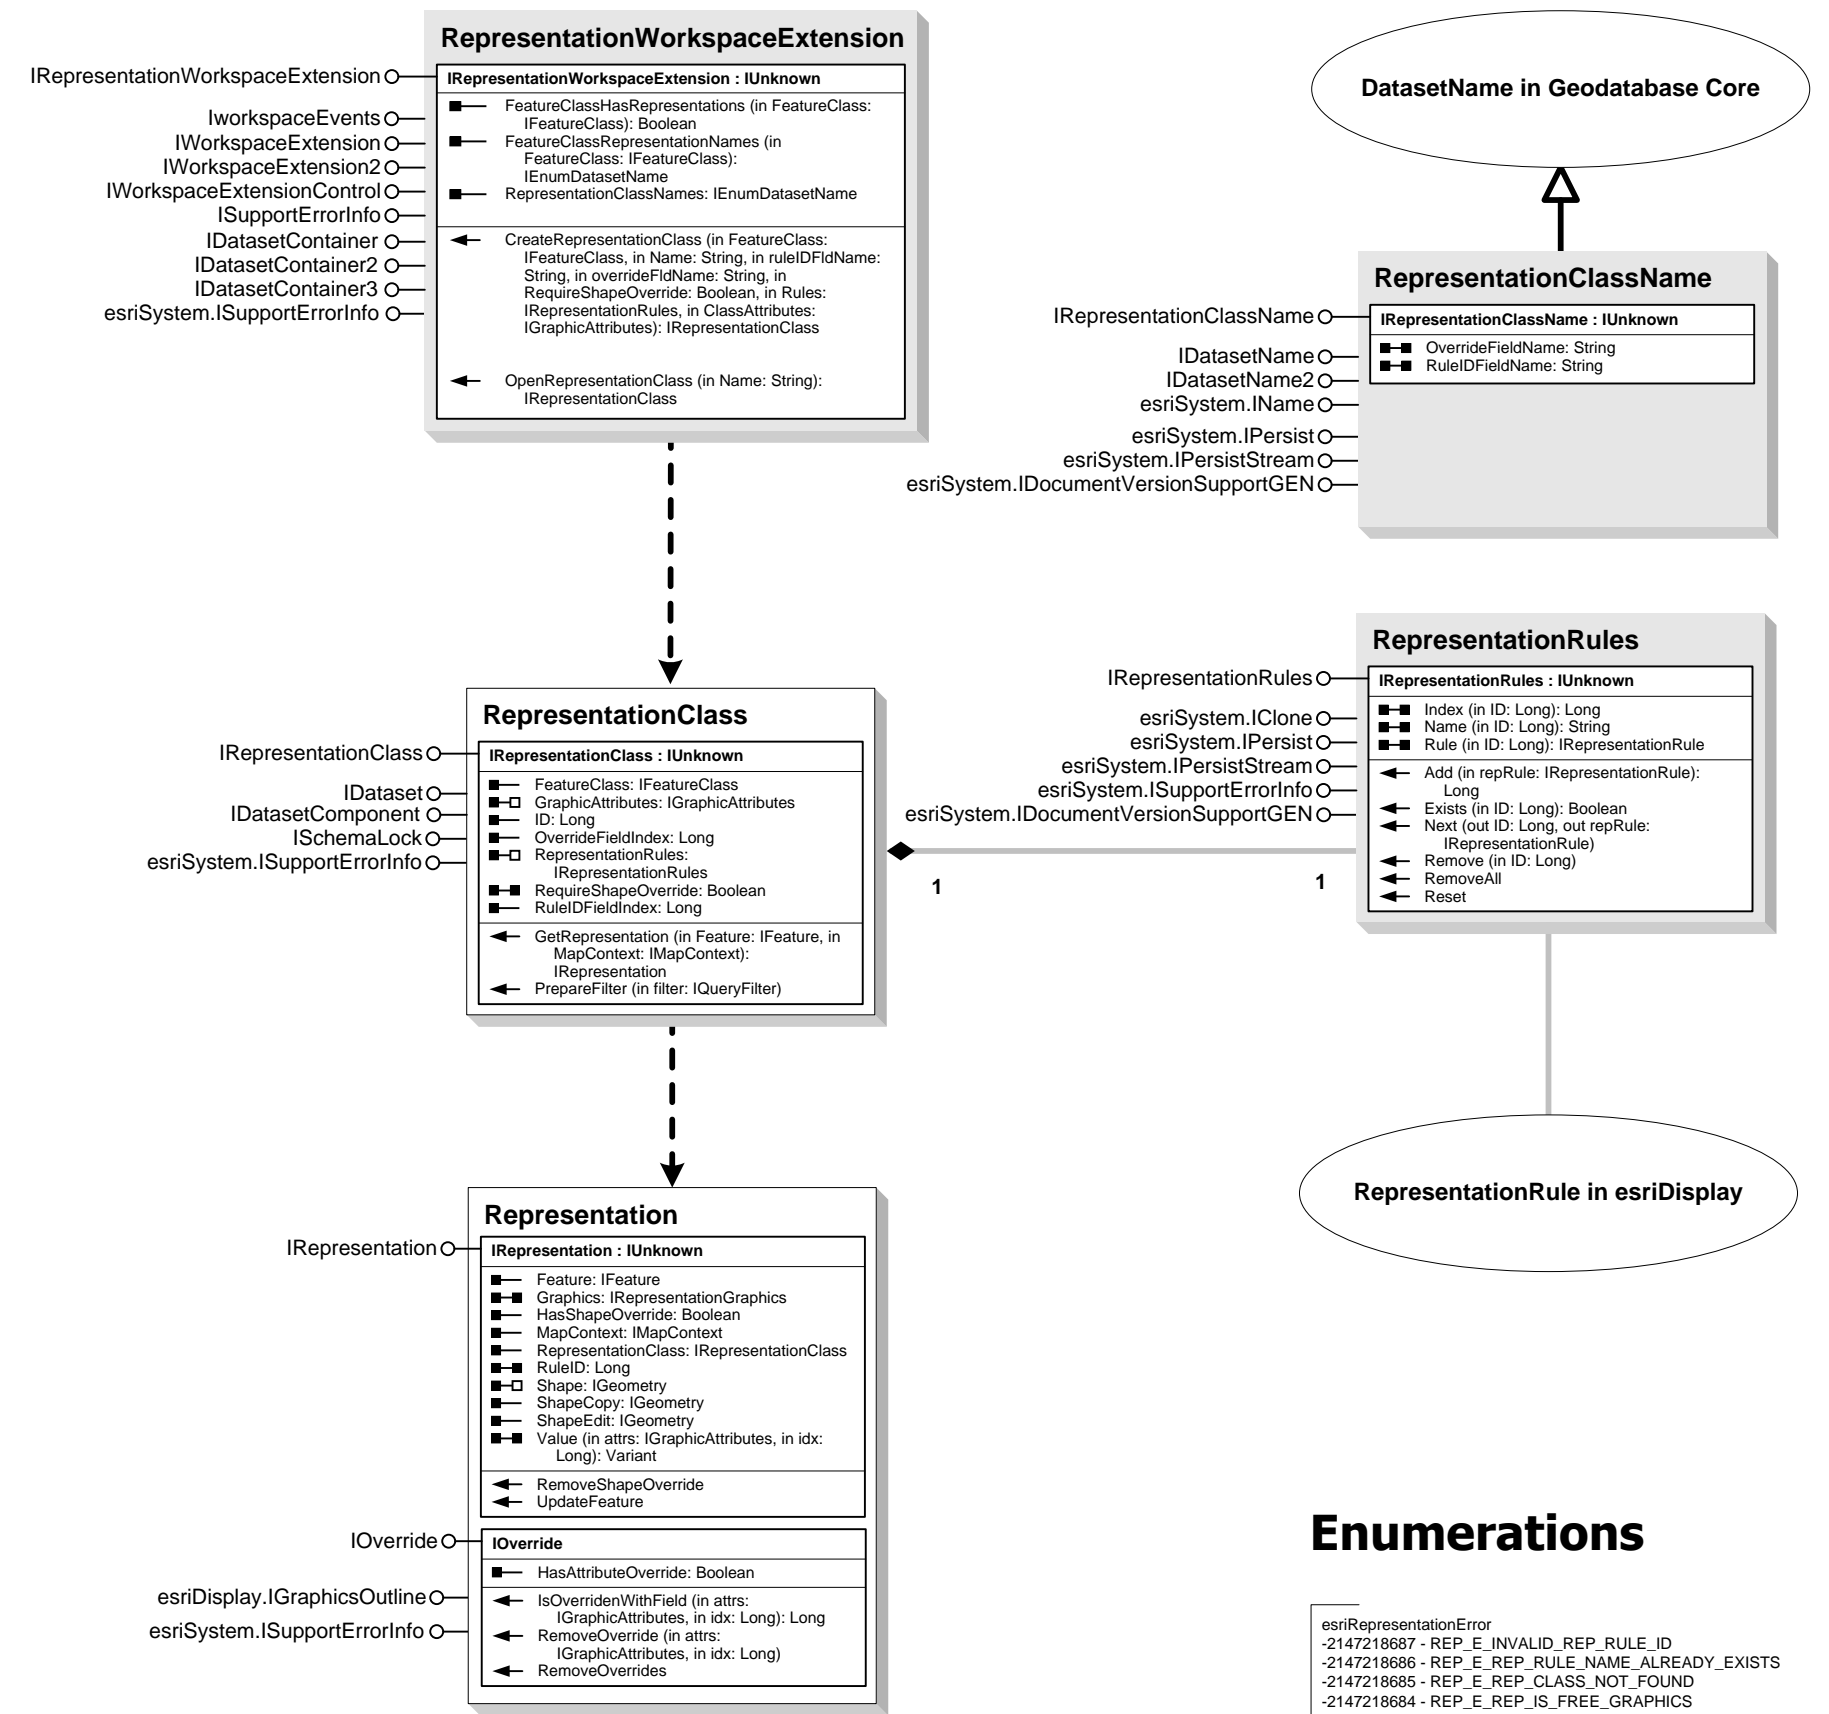 RepresentationWorkspaceExtension
IRepresentationWorkspaceExtension
IworkspaceEvents
IWorkspaceExtension
IWorkspaceExtension2
IWorkspaceExtensionControl
ISupportErrorInfo
IDatasetContainer
IDatasetContainer2
IDatasetContainer3
esriSystem.ISupportErrorInfo
IRepresentationWorkspaceExtension : IUnknown
FeatureClassHasRepresentations (in FeatureClass:
IFeatureClass): Boolean
FeatureClassRepresentationNames (in
FeatureClass: IFeatureClass):
IEnumDatasetName
RepresentationClassNames: IEnumDatasetName
CreateRepresentationClass (in FeatureClass:
IFeatureClass, in Name: String, in ruleIDFldName:
String, in overrideFldName: String, in
RequireShapeOverride: Boolean, in Rules:
IRepresentationRules, in ClassAttributes:
IGraphicAttributes): IRepresentationClass
OpenRepresentationClass (in Name: String):
IRepresentationClass
DatasetName in Geodatabase Core
RepresentationClassName
IRepresentationClassName
IDatasetName
IDatasetName2
esriSystem.IName
esriSystem.IPersist
esriSystem.IPersistStream
esriSystem.IDocumentVersionSupportGEN
IRepresentationClassName : IUnknown
OverrideFieldName: String
RuleIDFieldName: String
RepresentationClass
IRepresentationClass
IDataset
IDatasetComponent
ISchemaLock
esriSystem.ISupportErrorInfo
IRepresentationClass : IUnknown
FeatureClass: IFeatureClass
GraphicAttributes: IGraphicAttributes
ID: Long
OverrideFieldIndex: Long
RepresentationRules:
IRepresentationRules
RequireShapeOverride: Boolean
RuleIDFieldIndex: Long
GetRepresentation (in Feature: IFeature, in
MapContext: IMapContext):
IRepresentation
PrepareFilter (in filter: IQueryFilter)
1
1
RepresentationRules
IRepresentationRules
esriSystem.IClone
esriSystem.IPersist
esriSystem.IPersistStream
esriSystem.ISupportErrorInfo
esriSystem.IDocumentVersionSupportGEN
IRepresentationRules : IUnknown
Index (in ID: Long): Long
Name (in ID: Long): String
Rule (in ID: Long): IRepresentationRule
Add (in repRule: IRepresentationRule):
Long
Exists (in ID: Long): Boolean
Next (out ID: Long, out repRule:
IRepresentationRule)
Remove (in ID: Long)
RemoveAll
Reset
RepresentationRule in esriDisplay
Representation
IRepresentation
IRepresentation : IUnknown
Feature: IFeature
Graphics: IRepresentationGraphics
HasShapeOverride: Boolean
MapContext: IMapContext
RepresentationClass: IRepresentationClass
RuleID: Long
Shape: IGeometry
ShapeCopy: IGeometry
ShapeEdit: IGeometry
Value (in attrs: IGraphicAttributes, in idx:
Long): Variant
RemoveShapeOverride
UpdateFeature
IOverride
esriDisplay.IGraphicsOutline
esriSystem.ISupportErrorInfo
IOverride
HasAttributeOverride: Boolean
IsOverridenWithField (in attrs:
IGraphicAttributes, in idx: Long): Long
RemoveOverride (in attrs:
IGraphicAttributes, in idx: Long)
RemoveOverrides
Enumerations
esriRepresentationError
-2147218687 - REP_E_INVALID_REP_RULE_ID
-2147218686 - REP_E_REP_RULE_NAME_ALREADY_EXISTS
-2147218685 - REP_E_REP_CLASS_NOT_FOUND
-2147218684 - REP_E_REP_IS_FREE_GRAPHICS